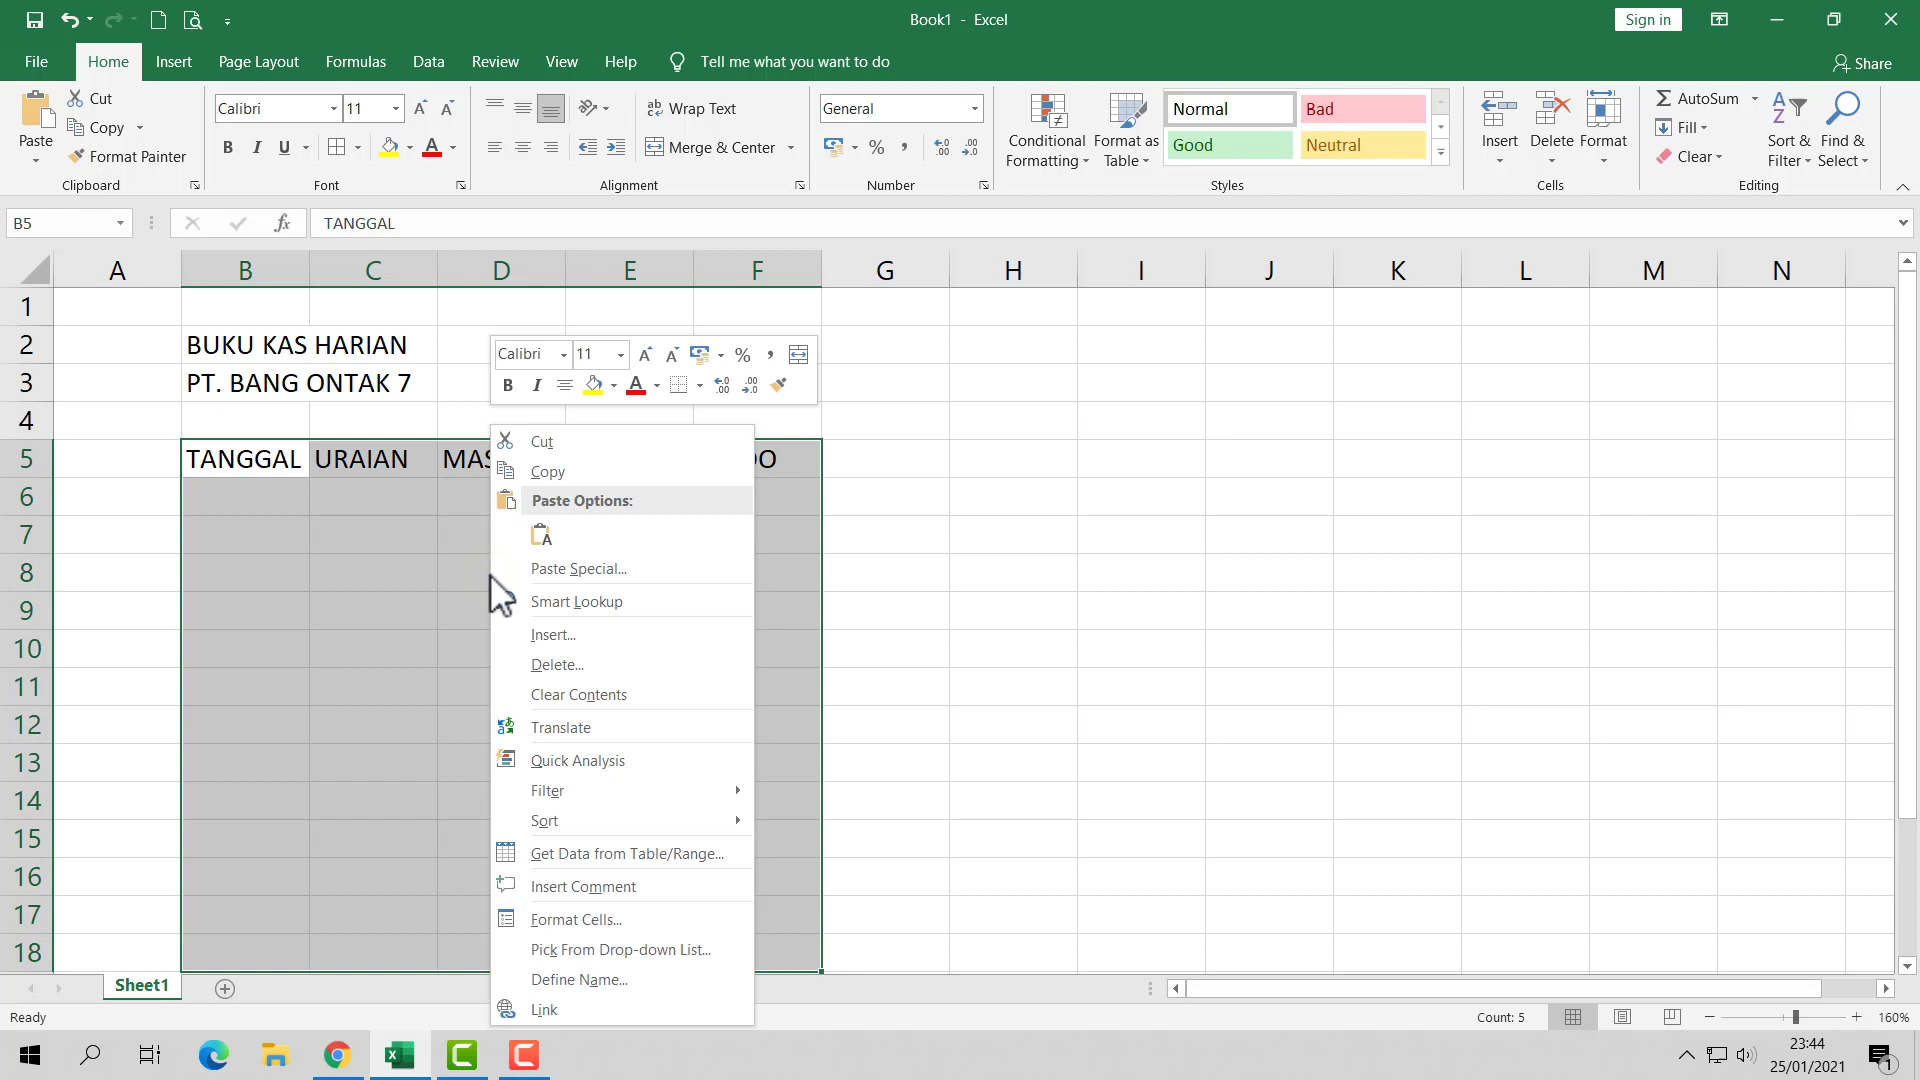 Book1 - Excel
Sign in
File Home Insert Page Layout Formulas Data Review View Help Tell me what you want to do Share
Paste
Cut
Copy
Format Painter
Clipboard
Calibri 11
B I U
Font
Wrap Text
Merge & Center
Alignment
General
% ,
Number
Conditional Formatting
Format as Table
Normal Bad
Good Neutral
Styles
Insert Delete Format
Cells
AutoSum
Fill
Clear
Sort & Filter
Find & Select
Editing
B5 fx TANGGAL
A B C D E F G H I J K L M N
1
2 BUKU KAS HARIAN
3 PT. BANG ONTAK 7
4
5 TANGGAL URAIAN
6
7
8
9
10
11
12
13
14
15
16
17
18
Calibri 11 A A % ,
B I A
Cut
Copy
Paste Options:
Paste Special...
Smart Lookup
Insert...
Delete...
Clear Contents
Translate
Quick Analysis
Filter
Sort
Get Data from Table/Range...
Insert Comment
Format Cells...
Pick From Drop-down List...
Define Name...
Link
Sheet1
Ready Count: 5 160%
23:44
25/01/2021
1